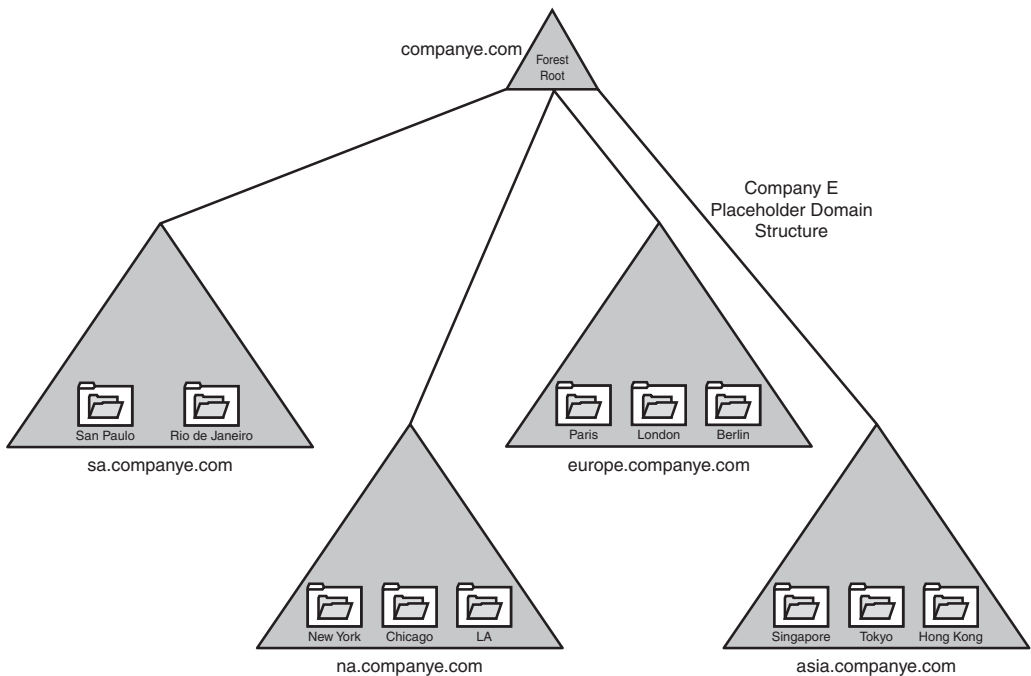 companye.com
Forest
Root
Company E
Placeholder Domain
Structure
San Paulo
Rio de Janeiro
sa.companye.com
Paris
London
Berlin
europe.companye.com
New York
Chicago
LA
na.companye.com
Singapore
Tokyo
Hong Kong
asia.companye.com